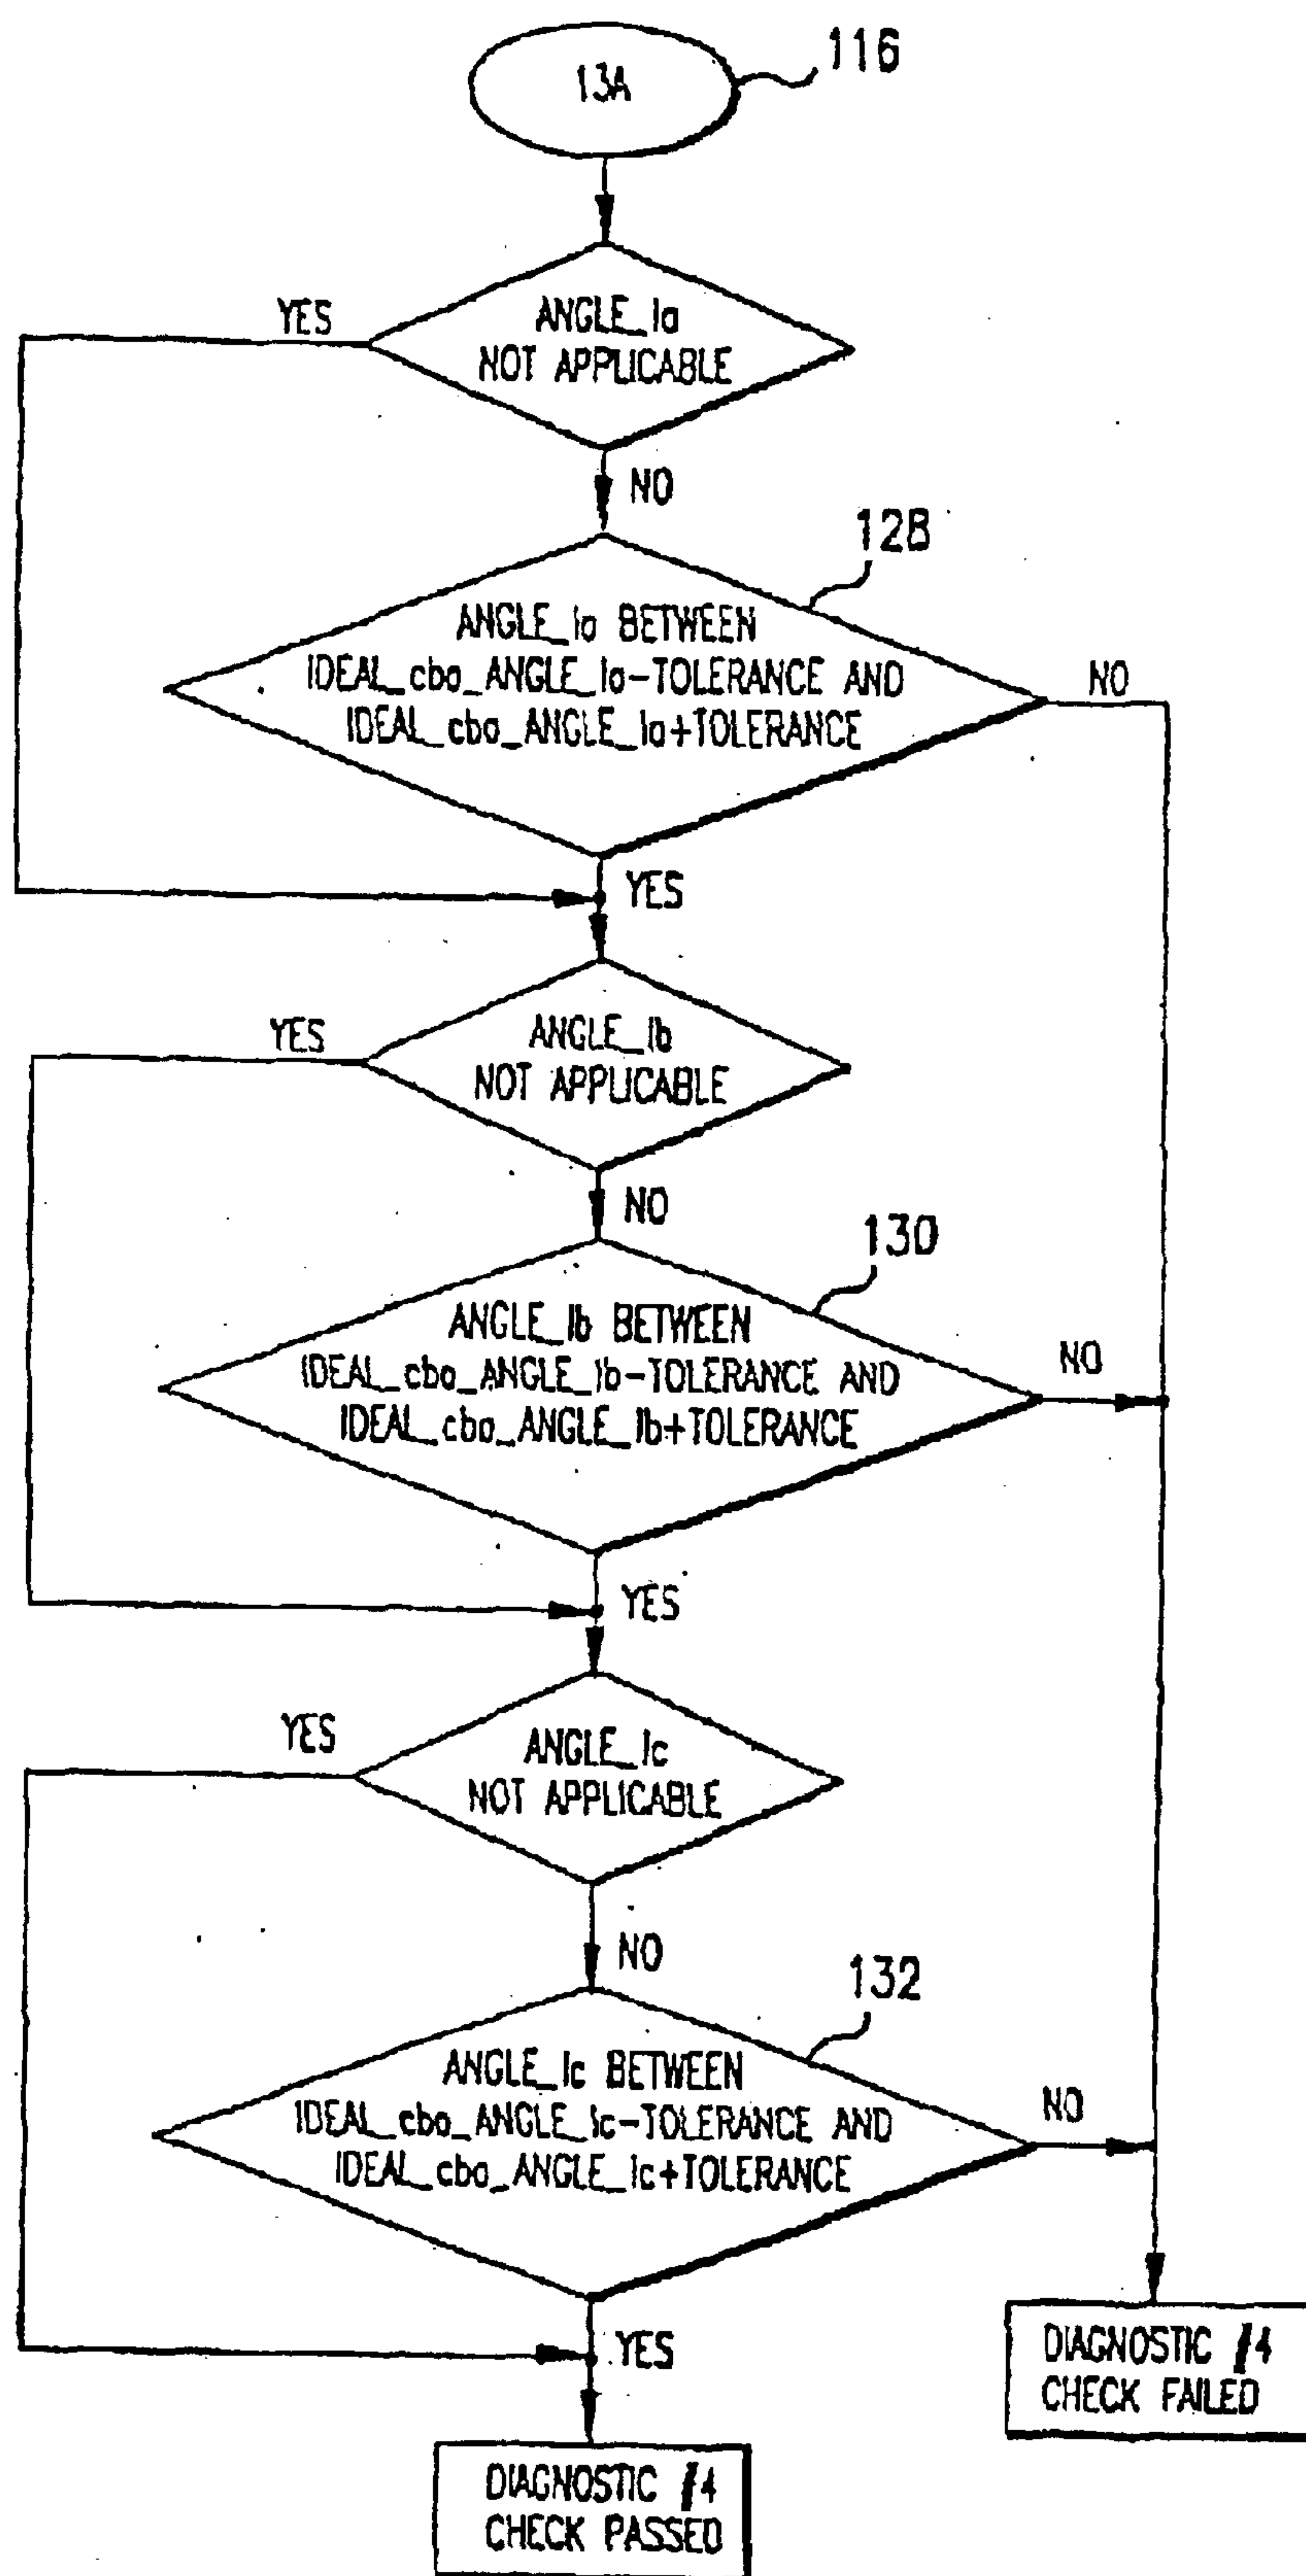 13A
116
ANGLE_Ia
NOT APPLICABLE
YES
NO
128
ANGLE_Ia BETWEEN
IDEAL_cba_ANGLE_Ia-TOLERANCE AND
IDEAL_cba_ANGLE_Ia+TOLERANCE
NO
YES
ANGLE_Ib
NOT APPLICABLE
YES
NO
130
ANGLE_Ib BETWEEN
IDEAL_cba_ANGLE_Ib-TOLERANCE AND
IDEAL_cba_ANGLE_Ib+TOLERANCE
NO
YES
ANGLE_Ic
NOT APPLICABLE
YES
NO
132
ANGLE_Ic BETWEEN
IDEAL_cba_ANGLE_Ic-TOLERANCE AND
IDEAL_cba_ANGLE_Ic+TOLERANCE
NO
YES
DIAGNOSTIC #4
CHECK FAILED
DIAGNOSTIC #4
CHECK PASSED